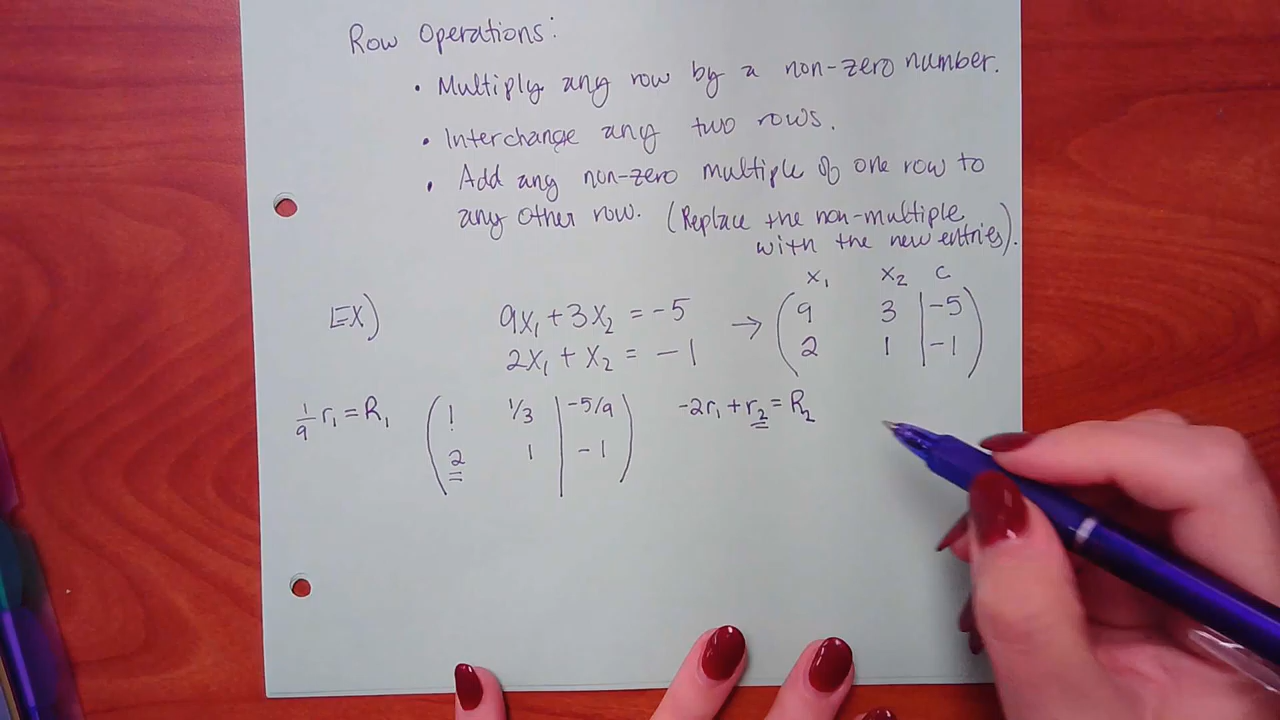 Row Operations:
• Multiply any row by a non-zero number.
• Interchange any two rows.
• Add any non-zero multiple of one row to
any other row. (Replace the non-multiple
with the new entries).
x₁ x₂ c
EX) 9x₁ + 3x₂ = -5 → ( 9 3 | -5 )
2x₁ + x₂ = -1 ( 2 1 | -1 )
1/9 r₁ = R₁ ( 1 1/3 | -5/9 ) -2r₁ + r₂ = R₂
( 2 1 | -1 )